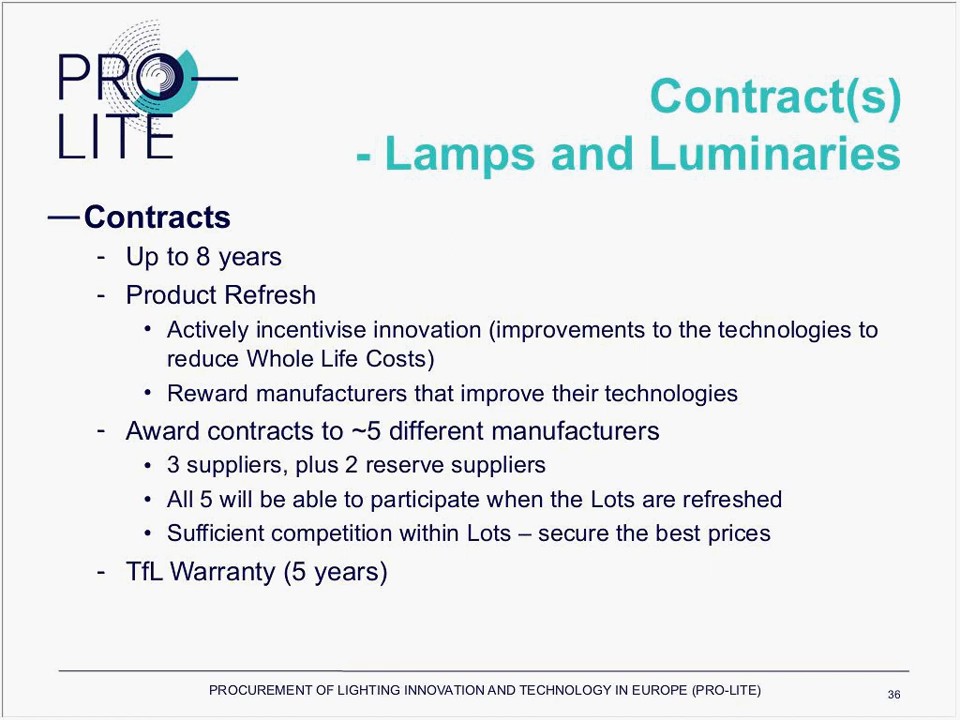 PRO—
LITE
Contract(s)
- Lamps and Luminaries
—Contracts
- Up to 8 years
- Product Refresh
• Actively incentivise innovation (improvements to the technologies to
reduce Whole Life Costs)
• Reward manufacturers that improve their technologies
- Award contracts to ~5 different manufacturers
• 3 suppliers, plus 2 reserve suppliers
• All 5 will be able to participate when the Lots are refreshed
• Sufficient competition within Lots – secure the best prices
- TfL Warranty (5 years)
PROCUREMENT OF LIGHTING INNOVATION AND TECHNOLOGY IN EUROPE (PRO-LITE)
36